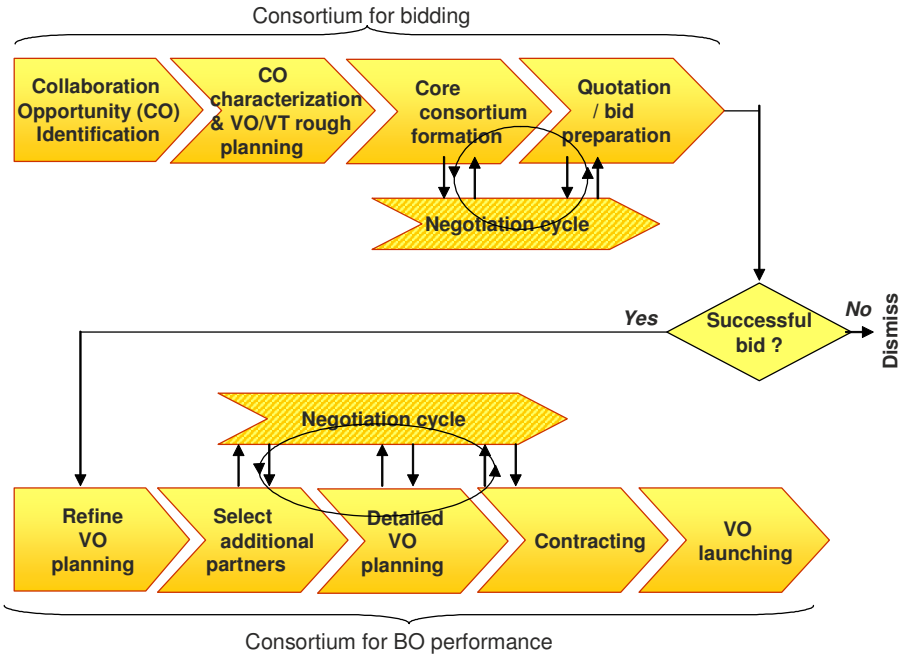 Consortium for bidding
Collaboration
Opportunity (CO)
Identification
CO
characterization
& VO/VT rough
planning
Core
consortium
formation
Quotation
/ bid
preparation
Negotiation cycle
Successful
bid ?
Yes
No
Dismiss
Negotiation cycle
Refine
VO
planning
Select
additional
partners
Detailed
VO
planning
Contracting
VO
launching
Consortium for BO performance